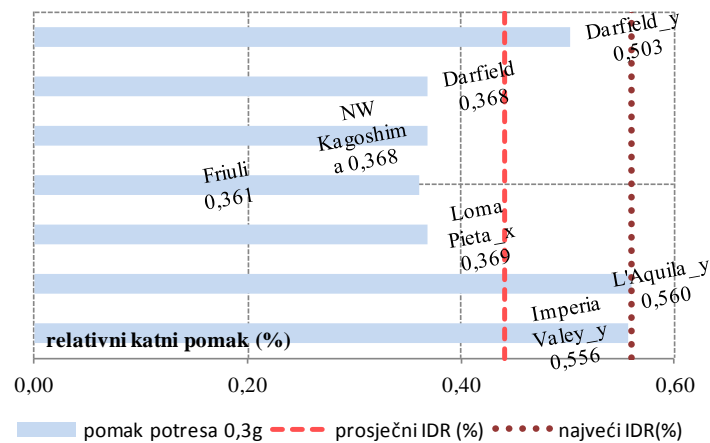 Darfield_y
0,503
Darfield
0,368
NW
Kagoshim
a 0,368
Friuli
0,361
Loma
Pieta_x
0,369
L'Aquila_y
0,560
Imperia
Valey_y
0,556
relativni katni pomak (%)
0,00 0,20 0,40 0,60
pomak potresa 0,3g prosječni IDR (%) najveći IDR(%)